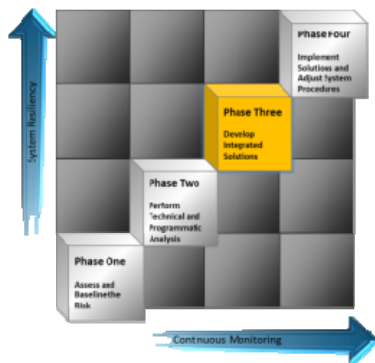 Phase Four
Implement
Solutions and
Adjust System
Procedures
System Resiliency
Phase Three
Develop
Integrated
Solutions
Phase Two
Perform
Technical and
Programmatic
Analysis
Phase One
Assess and
Baselinethe
Risk
Continuous Monitoring